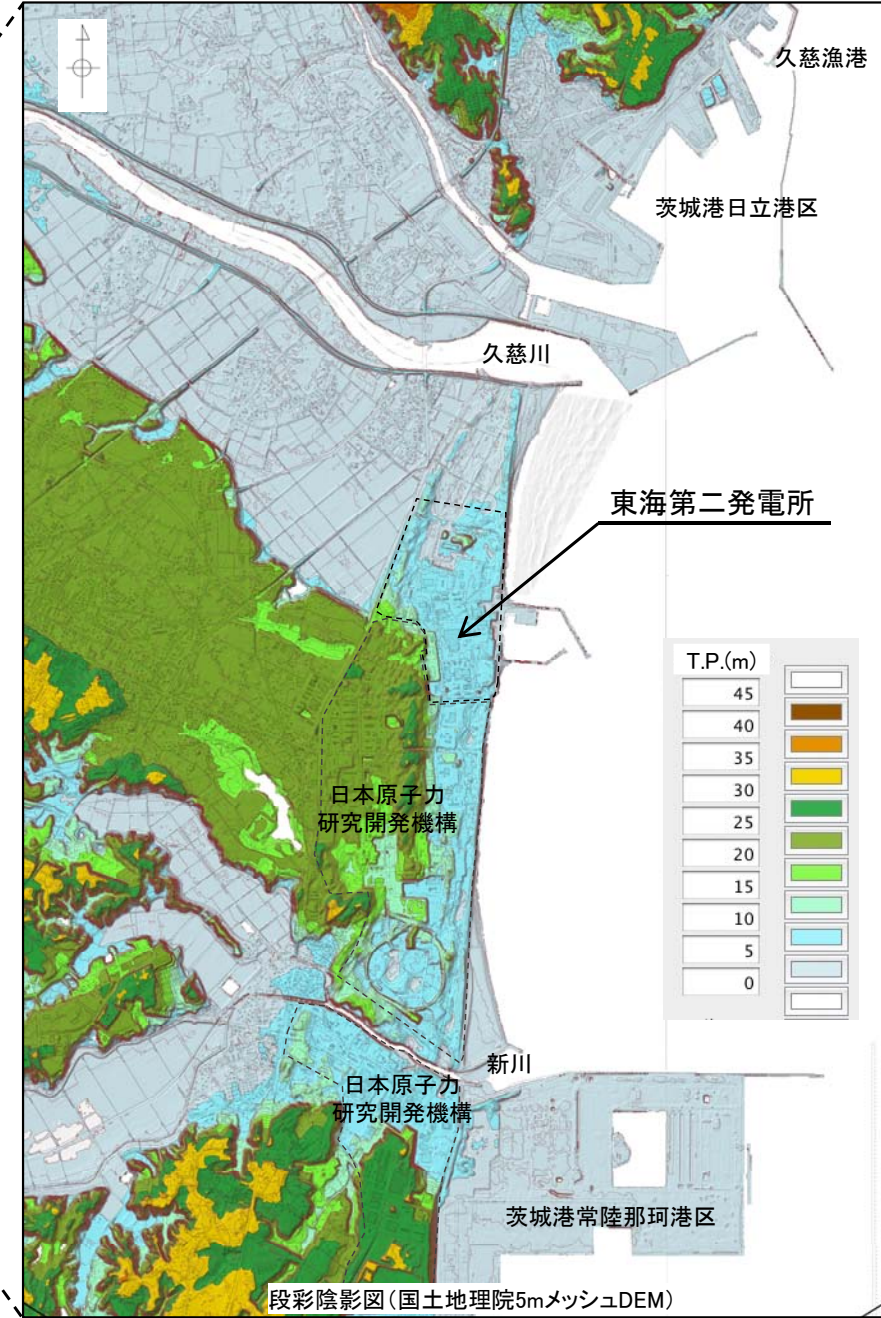 久慈漁港
茨城港日立港区
久慈川
東海第二発電所
T.P.(m)
45
40
35
30
25
20
15
10
5
0
日本原子力
研究開発機構
新川
日本原子力
研究開発機構
茨城港常陸那珂港区
段彩陰影図(国土地理院5mメッシュDEM)